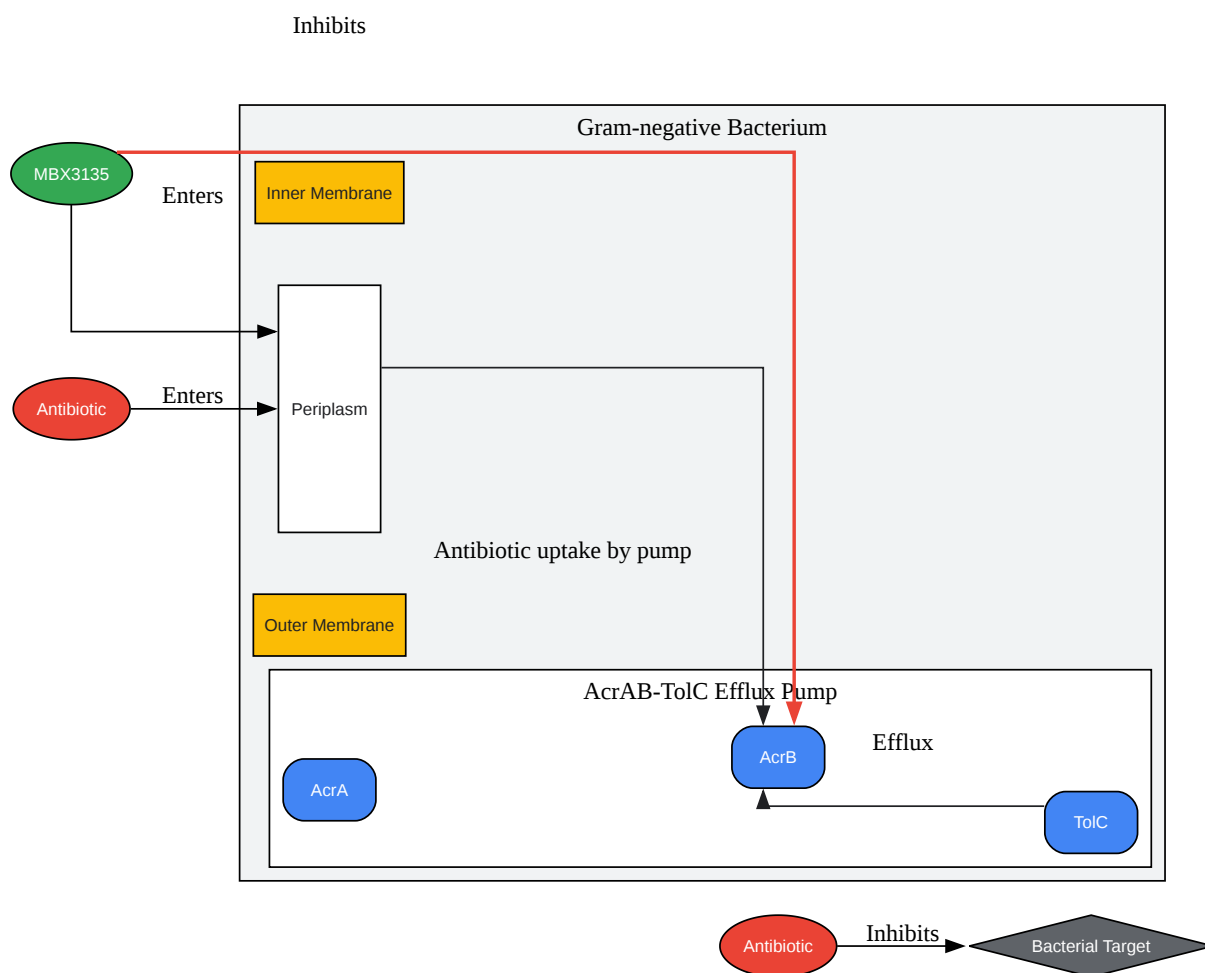 Inhibits
Gram-negative Bacterium
MBX3135
Enters
Inner Membrane
Antibiotic
Enters
Periplasm
Antibiotic uptake by pump
Outer Membrane
AcrAB-TolC Efflux Pump
Efflux
AcrB
AcrA
TolC
Antibiotic
Inhibits
Bacterial Target